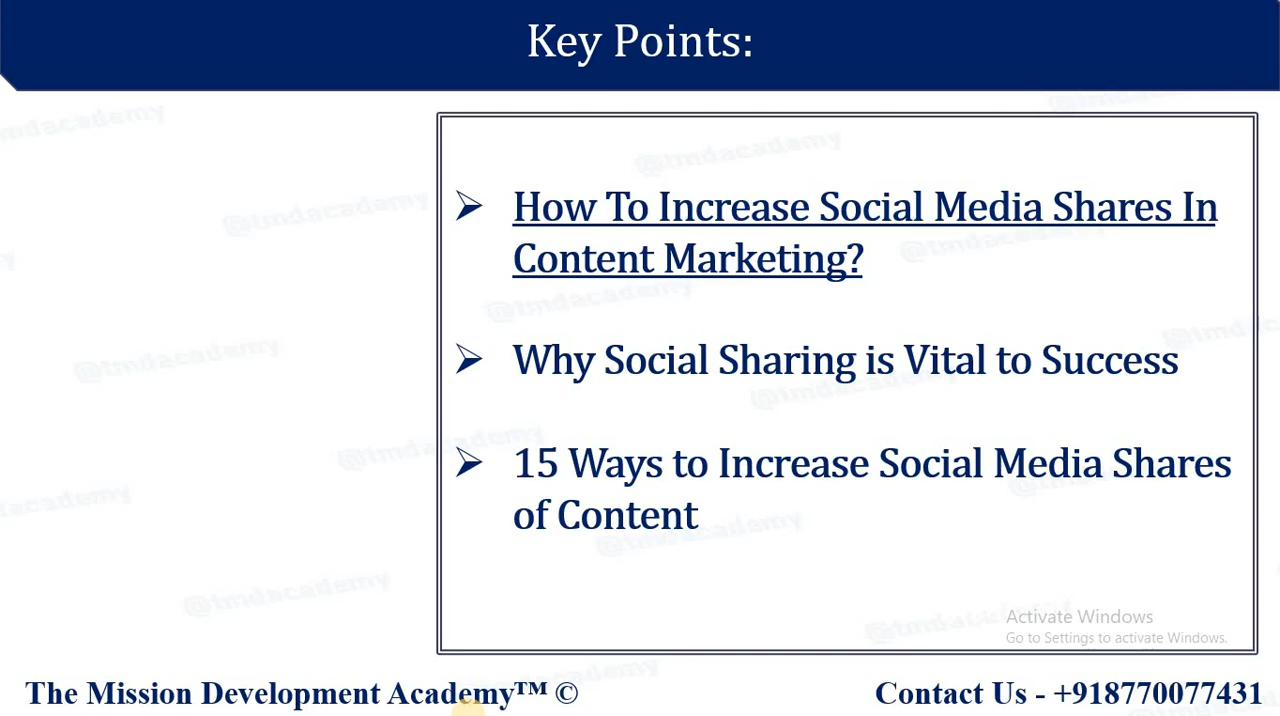 Key Points:
@tmdacademy
➢ How To Increase Social Media Shares In
Content Marketing?
➢ Why Social Sharing is Vital to Success
➢ 15 Ways to Increase Social Media Shares
of Content
Activate Windows
Go to Settings to activate Windows.
The Mission Development Academy™ ©
Contact Us - +918770077431